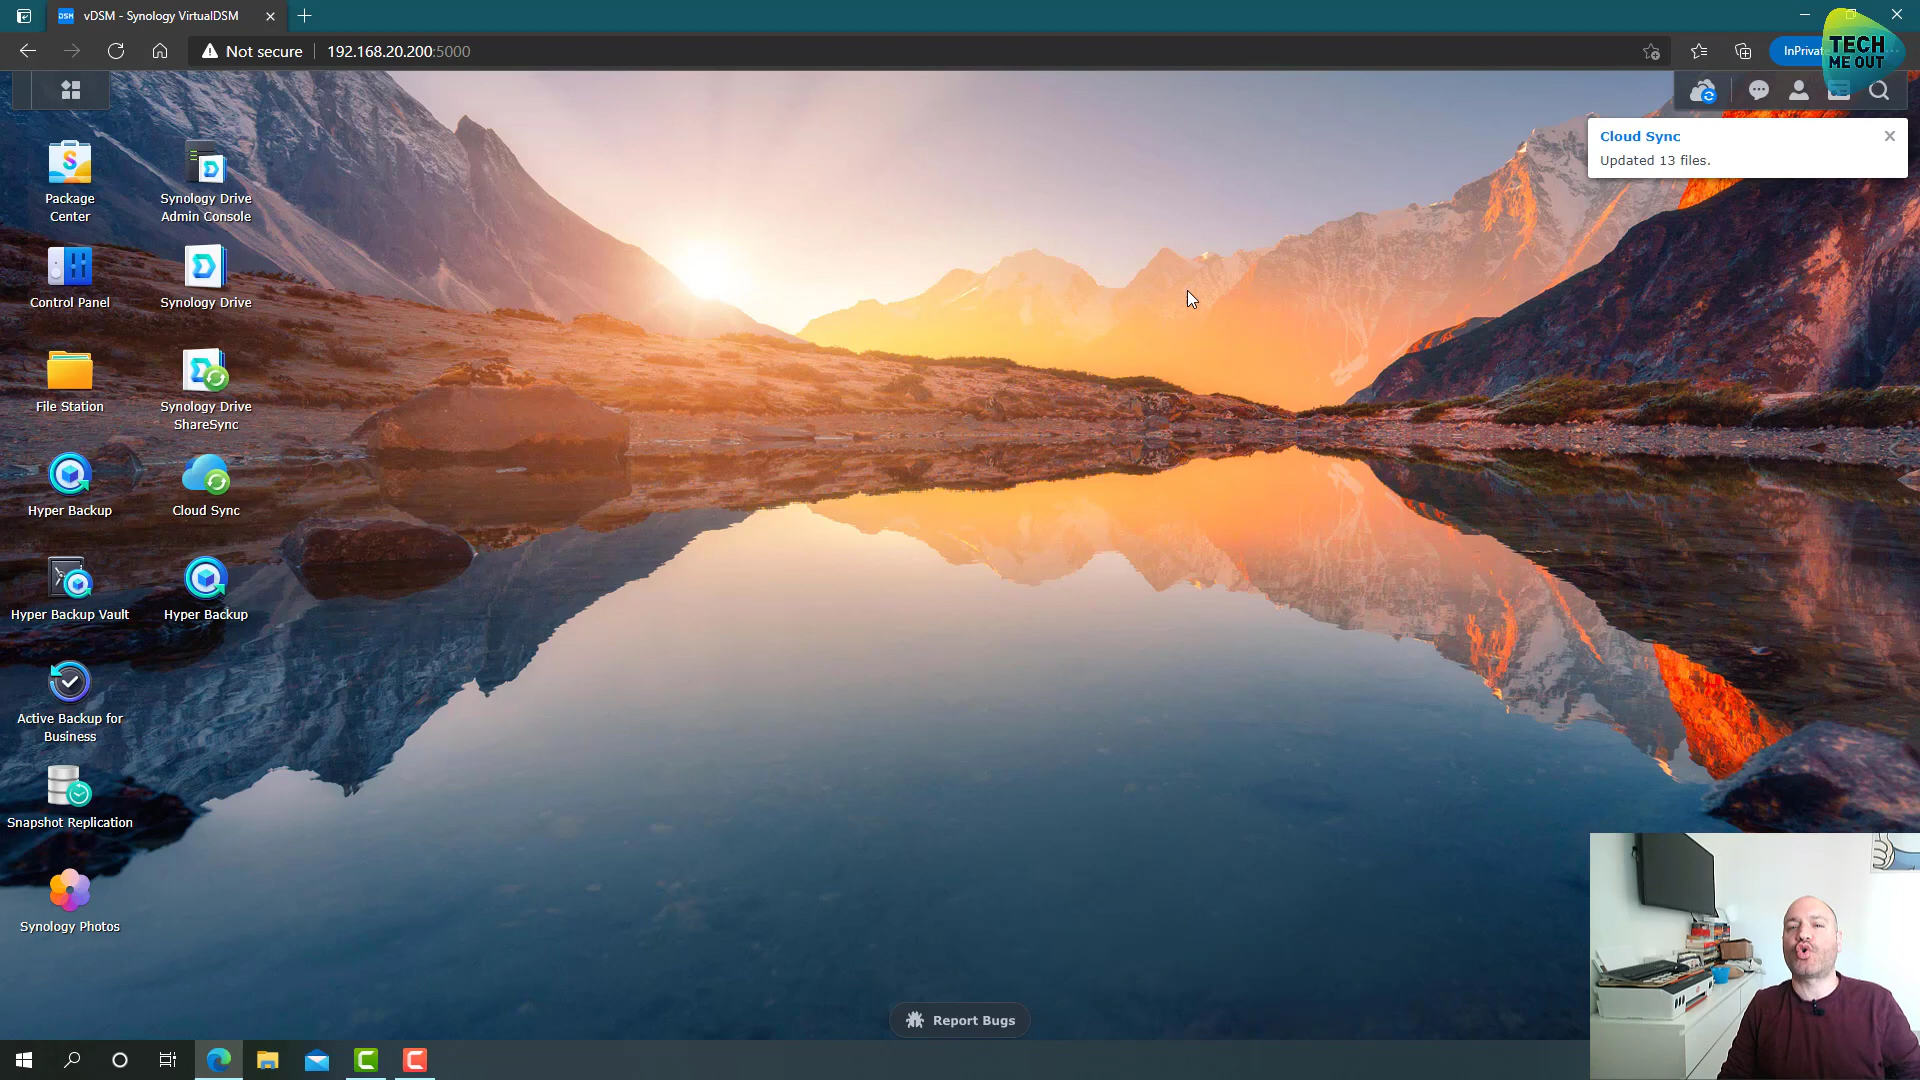 vDSM - Synology VirtualDSM
Not secure
192.168.20.200:5000
InPrivate
TECH
ME OUT
Cloud Sync
Updated 13 files.
Package
Center
Synology Drive
Admin Console
Control Panel
Synology Drive
File Station
Synology Drive
ShareSync
Hyper Backup
Cloud Sync
Hyper Backup Vault
Hyper Backup
Active Backup for
Business
Snapshot Replication
Synology Photos
Report Bugs